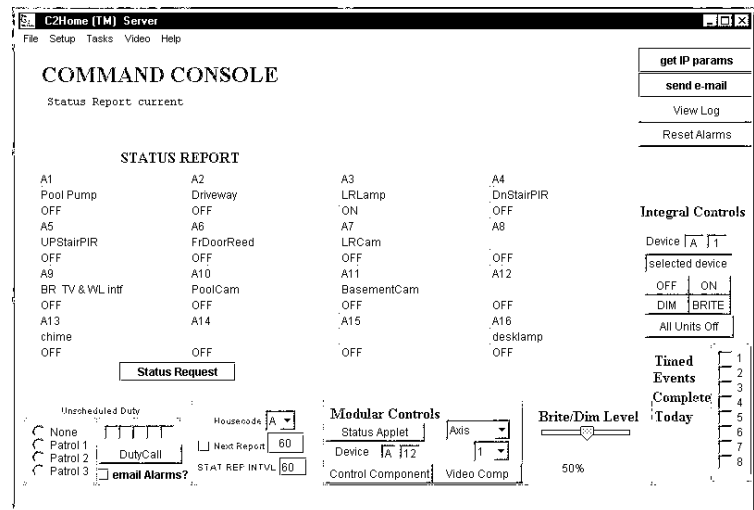 C2Home (TM) Server
File Setup Tasks Video Help
COMMAND CONSOLE
Status Report current
get IP params
send e-mail
View Log
Reset Alarms
STATUS REPORT
A1 A2 A3 A4
Pool Pump Driveway LRLamp DnStairPIR
OFF OFF ON OFF
A5 A6 A7 A8
UPStairPIR FrDoorReed LRCam
OFF OFF OFF OFF
A9 A10 A11 A12
BR TV & WL intf PoolCam BasementCam
OFF OFF OFF OFF
A13 A14 A15 A16
chime desklamp
OFF OFF OFF OFF
Status Request
Integral Controls
Device A 1
selected device
OFF ON
DIM BRITE
All Units Off
Timed
Events
Complete
Today
1
2
3
4
5
6
7
8
Unscheduled Duty
None
Patrol 1
Patrol 2
Patrol 3
DutyCall
email Alarms?
Housecode A
Next Report 60
STAT REP INTVL 60
Modular Controls
Status Applet Axis
Device A 12 1
Control Component Video Comp
Brite/Dim Level
50%